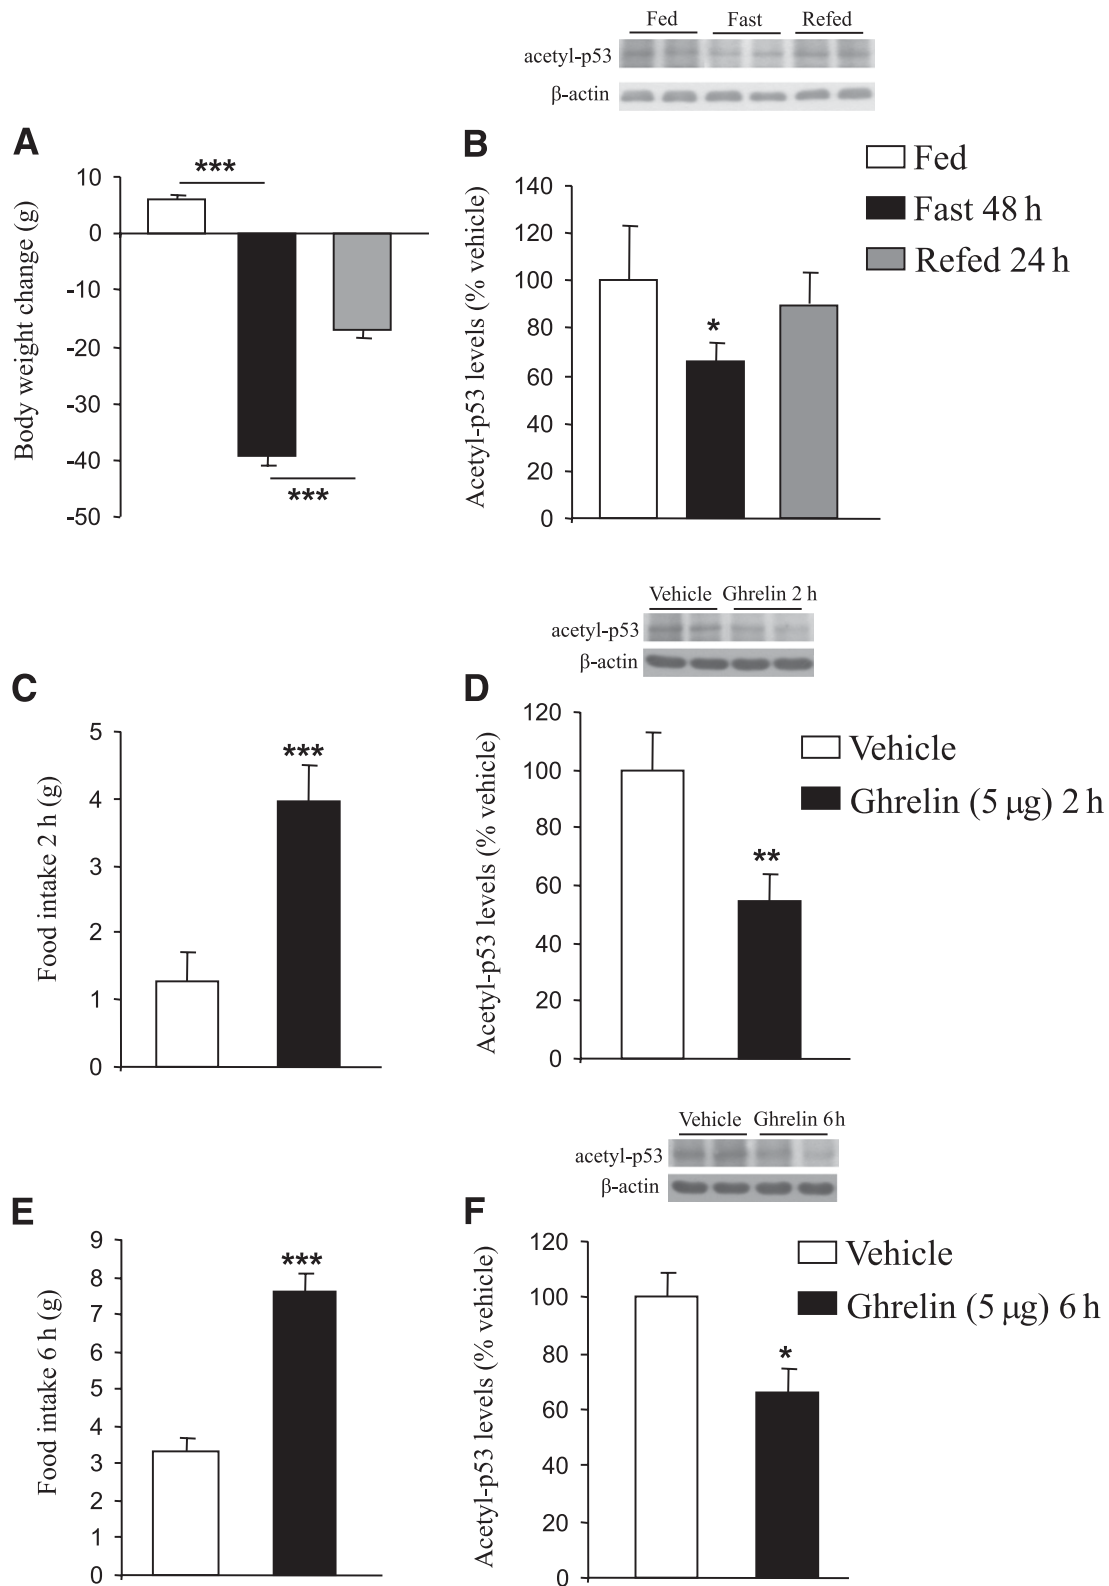 Fed Fast Refed
acetyl-p53
β-actin
A
Body weight change (g)
10
0
-10
-20
-30
-40
-50
***
***
B
Acetyl-p53 levels (% vehicle)
140
120
100
80
60
40
20
0
*
Fed
Fast 48 h
Refed 24 h
Vehicle Ghrelin 2 h
acetyl-p53
β-actin
C
Food intake 2 h (g)
5
4
3
2
1
0
***
D
Acetyl-p53 levels (% vehicle)
120
100
80
60
40
20
0
**
Vehicle
Ghrelin (5 μg) 2 h
Vehicle Ghrelin 6 h
acetyl-p53
β-actin
E
Food intake 6 h (g)
9
8
7
6
5
4
3
2
1
0
***
F
Acetyl-p53 levels (% vehicle)
120
100
80
60
40
20
0
*
Vehicle
Ghrelin (5 μg) 6 h